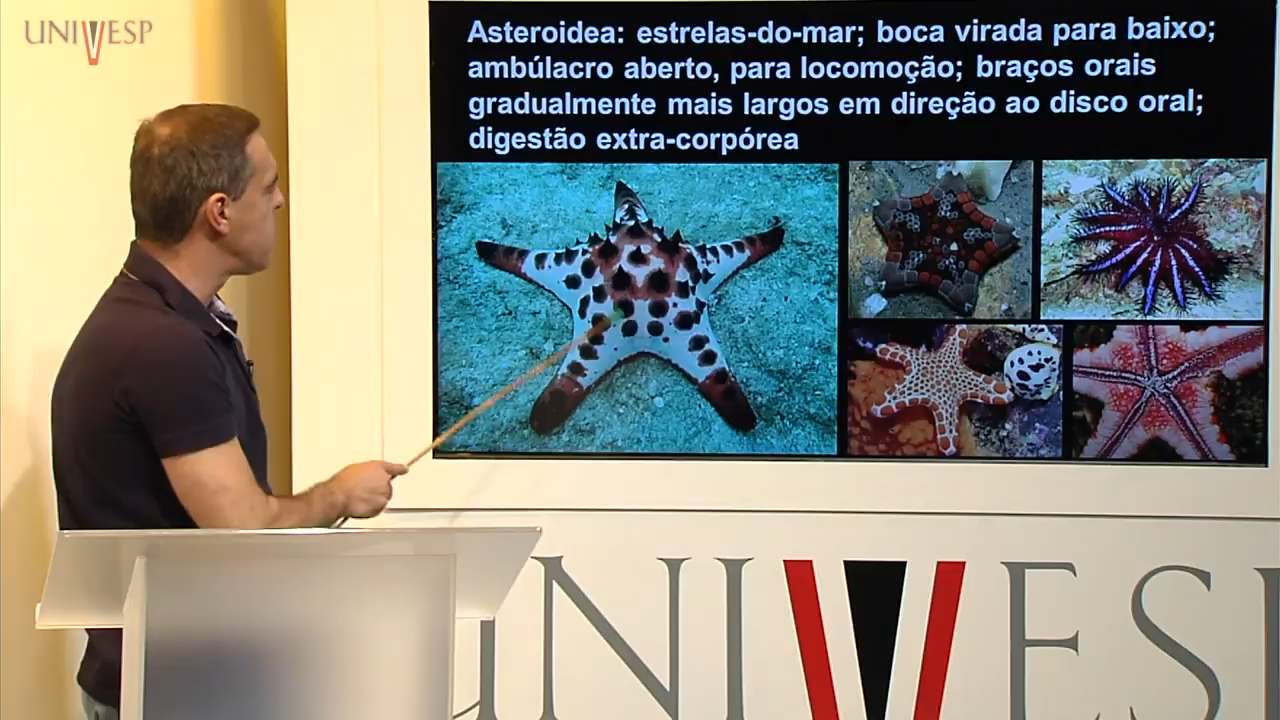 UNIVESP
Asteroidea: estrelas-do-mar; boca virada para baixo;
ambúlacro aberto, para locomoção; braços orais
gradualmente mais largos em direção ao disco oral;
digestão extra-corpórea
UNIVESP